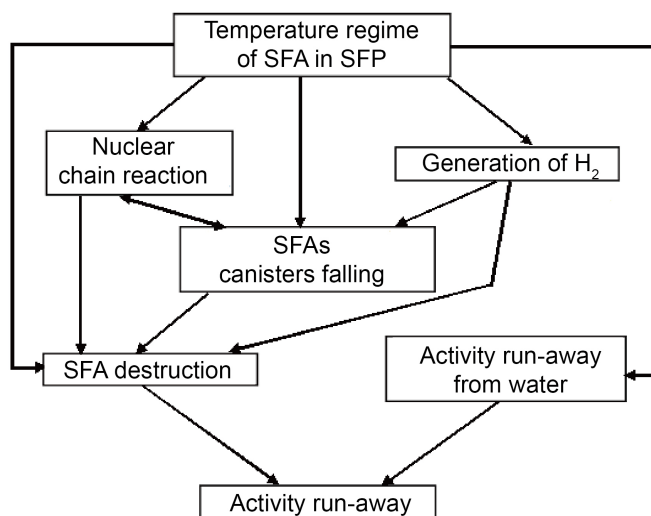 Temperature regime
of SFA in SFP
Nuclear
chain reaction
Generation of H₂
SFAs
canisters falling
SFA destruction
Activity run-away
from water
Activity run-away